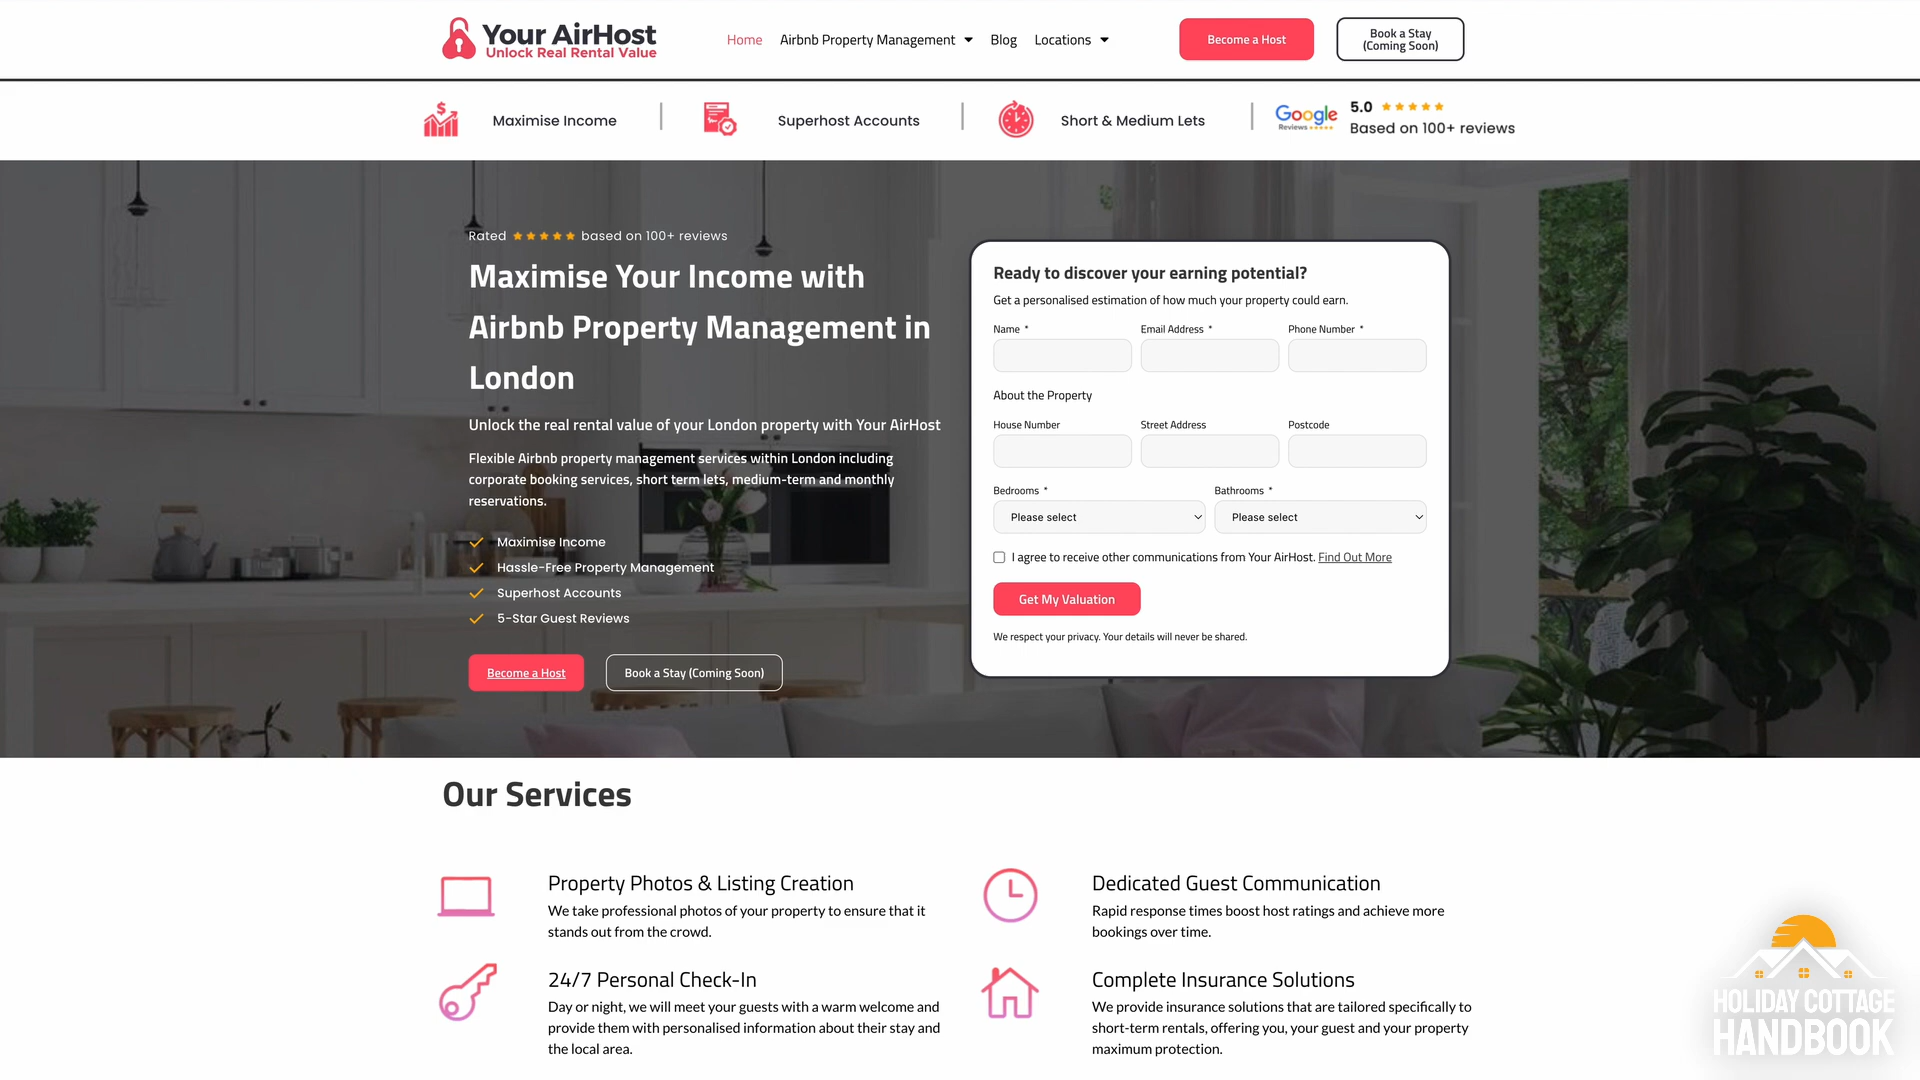 Your AirHost
Unlock Real Rental Value
Home
Airbnb Property Management
Blog
Locations
Become a Host
Book a Stay
(Coming Soon)
Maximise Income
Superhost Accounts
Short & Medium Lets
Google
Reviews
5.0
Based on 100+ reviews
Rated ★★★★★ based on 100+ reviews
Maximise Your Income with
Airbnb Property Management in
London
Unlock the real rental value of your London property with Your AirHost
Flexible Airbnb property management services within London including
corporate booking services, short term lets, medium-term and monthly
reservations.
Maximise Income
Hassle-Free Property Management
Superhost Accounts
5-Star Guest Reviews
Become a Host
Book a Stay (Coming Soon)
Ready to discover your earning potential?
Get a personalised estimation of how much your property could earn.
Name *
Email Address *
Phone Number *
About the Property
House Number
Street Address
Postcode
Bedrooms *
Bathrooms *
Please select
Please select
I agree to receive other communications from Your AirHost. Find Out More
Get My Valuation
We respect your privacy. Your details will never be shared.
Our Services
Property Photos & Listing Creation
We take professional photos of your property to ensure that it
stands out from the crowd.
Dedicated Guest Communication
Rapid response times boost host ratings and achieve more
bookings over time.
24/7 Personal Check-In
Day or night, we will meet your guests with a warm welcome and
provide them with personalised information about their stay and
the local area.
Complete Insurance Solutions
We provide insurance solutions that are tailored specifically to
short-term rentals, offering you, your guest and your property
maximum protection.
HOLIDAY COTTAGE
HANDBOOK